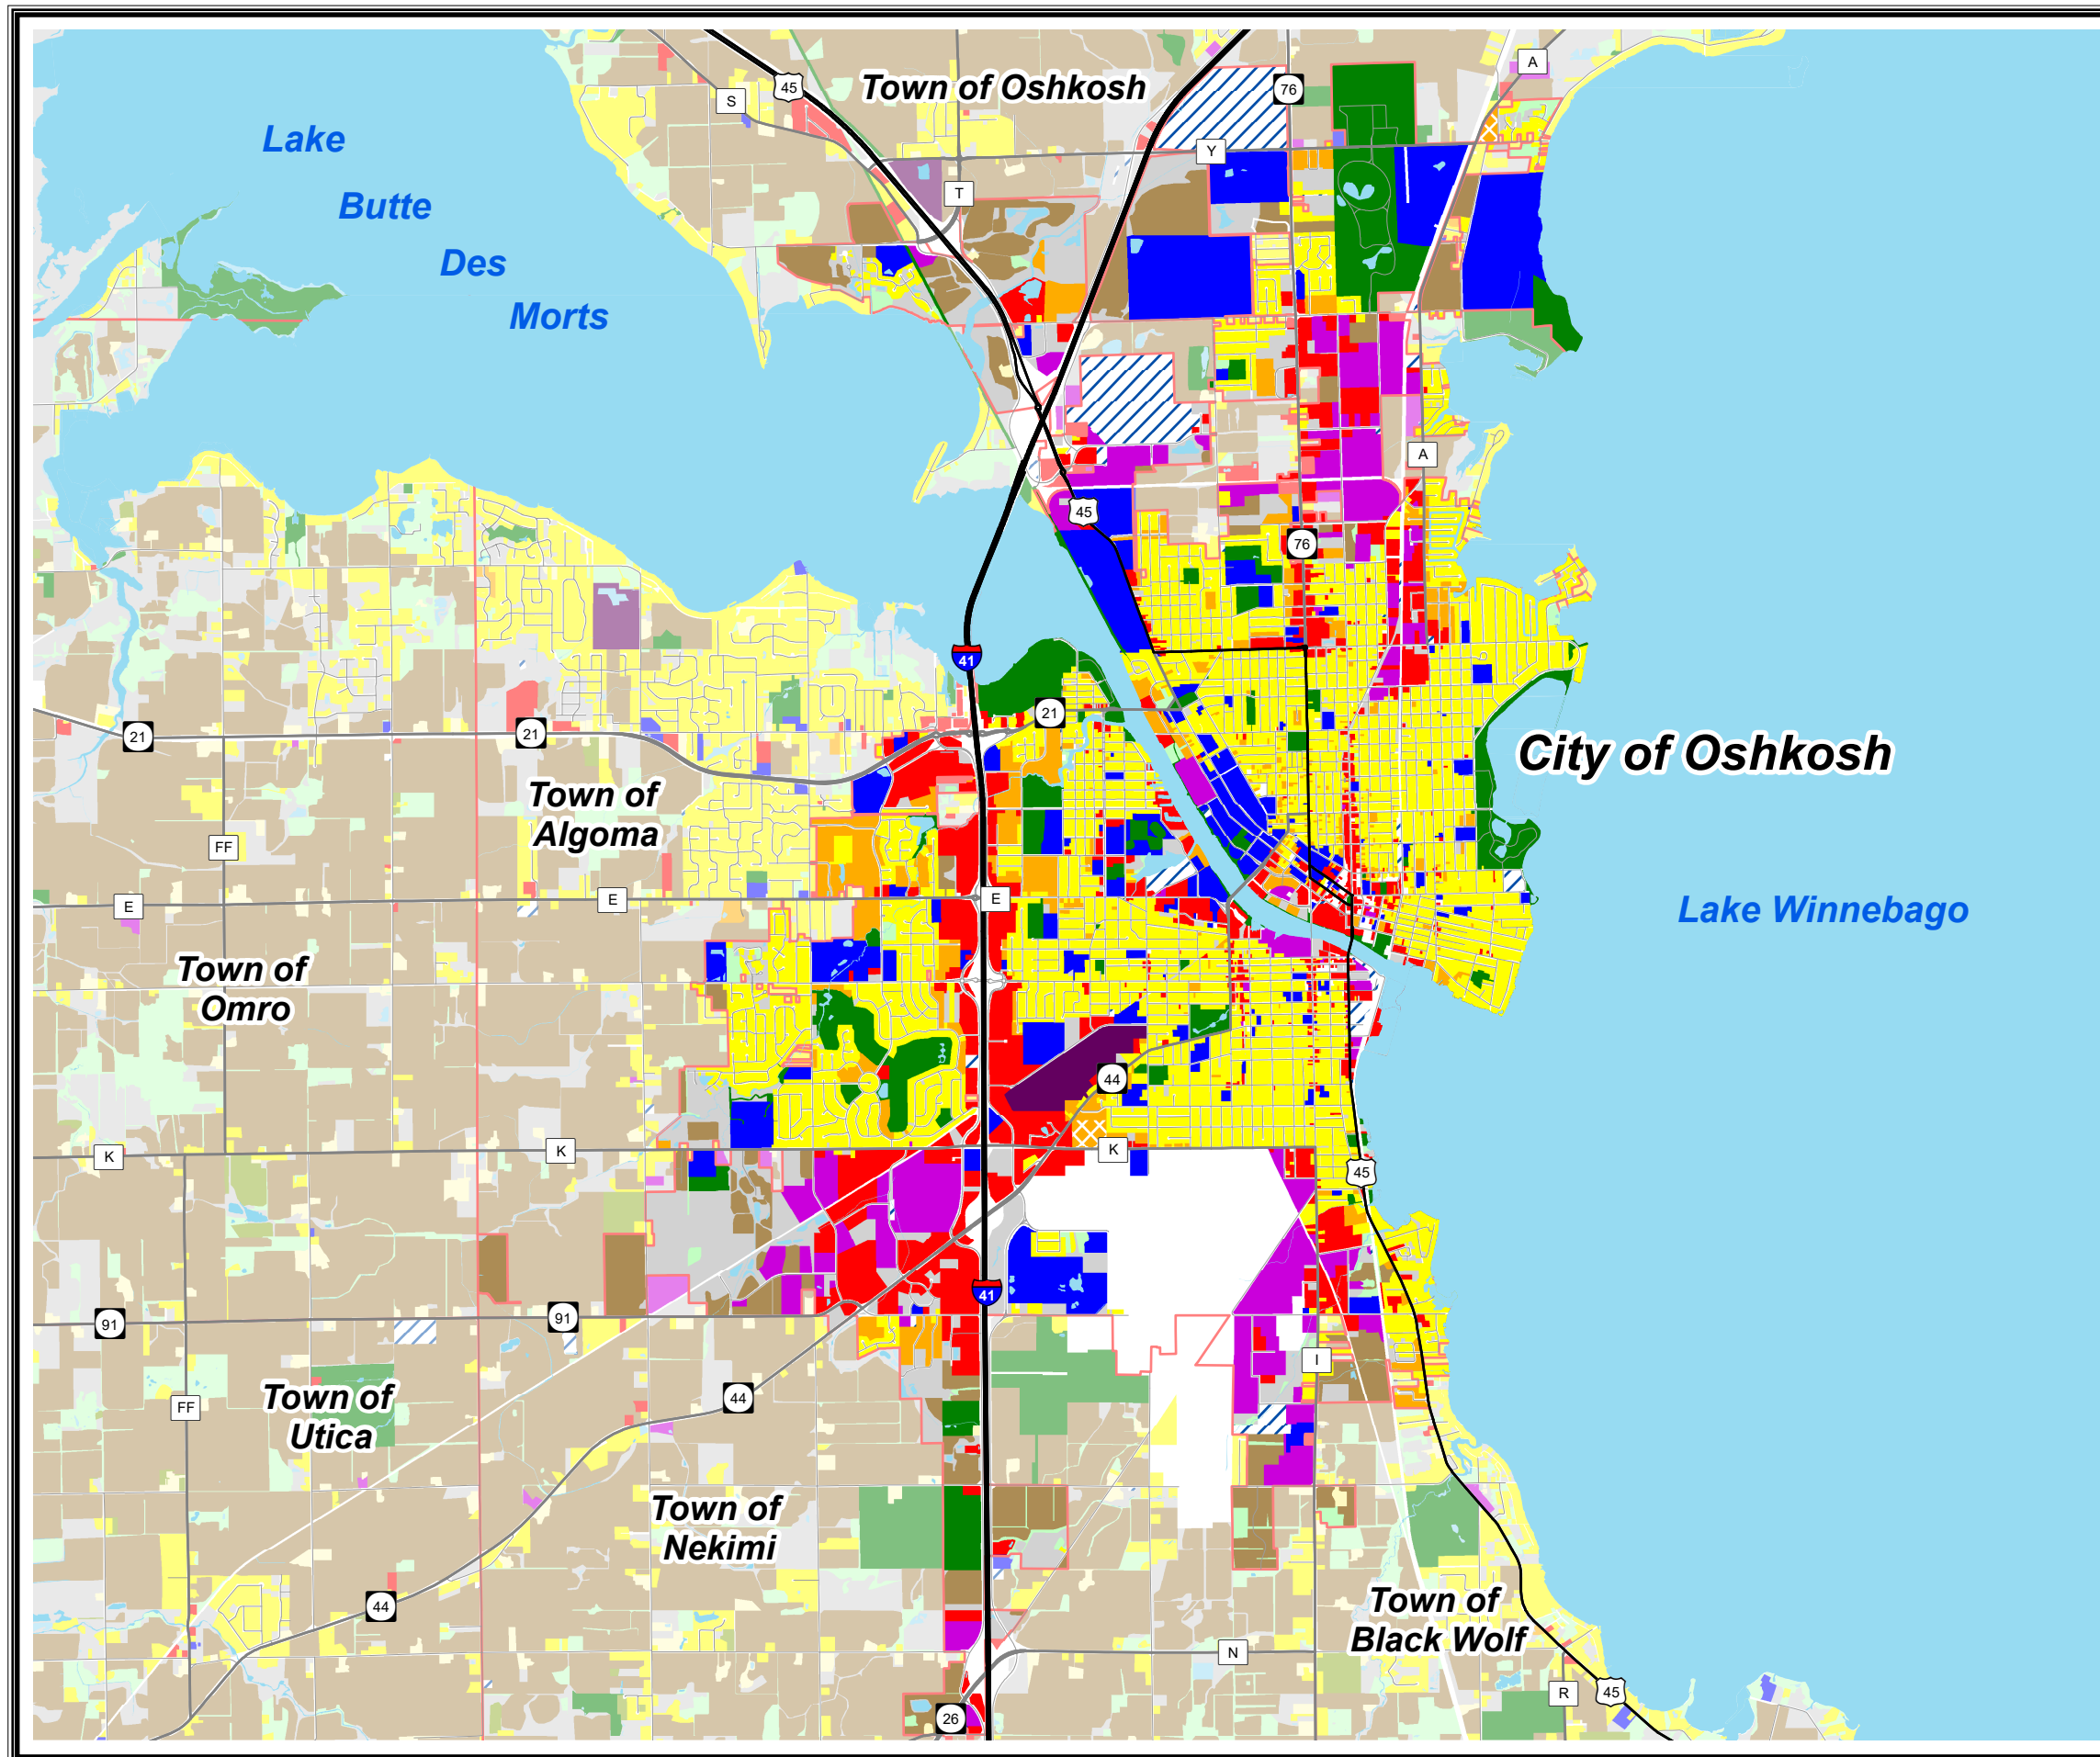 A
45
Town of Oshkosh
76
S
Lake
Y
T
Butte
Des
Morts
A
45
76
41
21
21
21
City of Oshkosh
Town of
Algoma
FF
E
E
E
Lake Winnebago
Town of
Omro
44
K
K
K
45
41
91
91
I
44
FF
Town of
Utica
Town of
Nekimi
44
Town of
Black Wolf
N
R
45
26